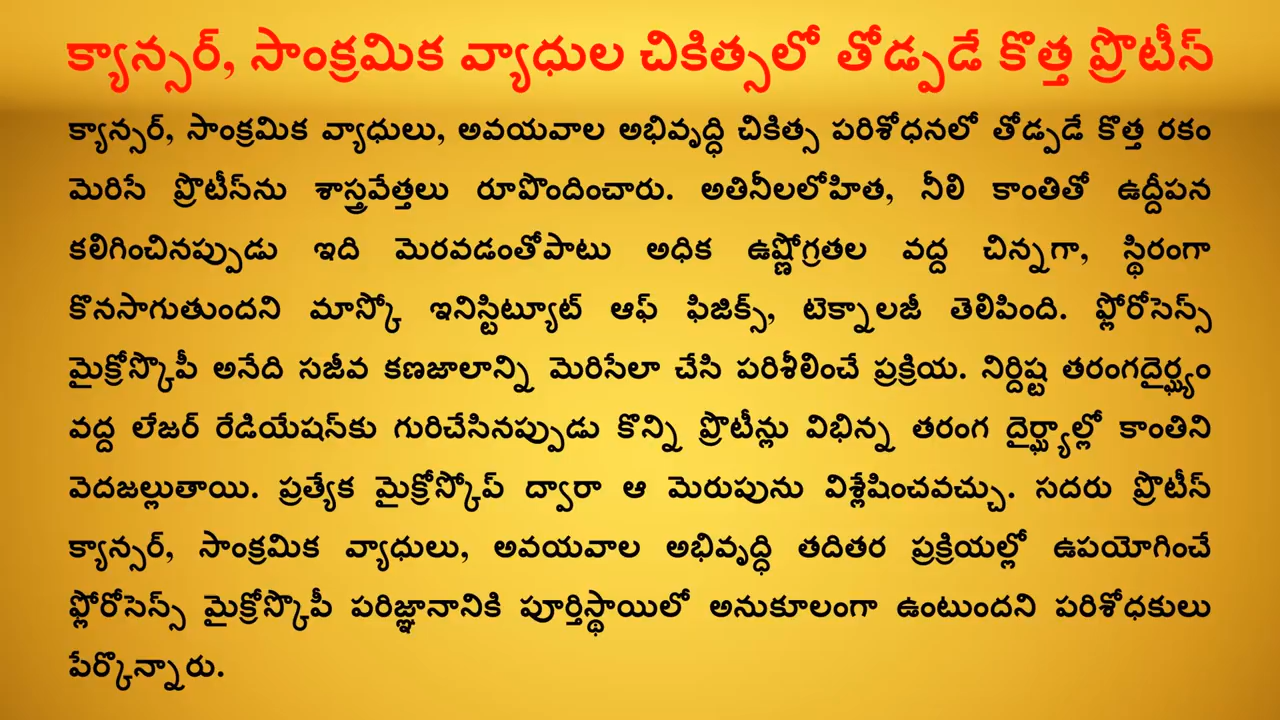 క్యాన్సర్, సాంక్రమిక వ్యాధుల చికిత్సలో తోడ్పడే కొత్త ప్రొటీస్
క్యాన్సర్, సాంక్రమిక వ్యాధులు, అవయవాల అభివృద్ధి చికిత్స పరిశోధనలో తోడ్పడే కొత్త రకం
మెరిసే ప్రొటీస్‌ను శాస్త్రవేత్తలు రూపొందించారు. అతినీలలోహిత, నీలి కాంతితో ఉద్దీపన
కలిగించినప్పుడు ఇది మెరవడంతోపాటు అధిక ఉష్ణోగ్రతల వద్ద చిన్నగా, స్థిరంగా
కొనసాగుతుందని మాస్కో ఇనిస్టిట్యూట్ ఆఫ్ ఫిజిక్స్, టెక్నాలజీ తెలిపింది. ఫ్లోరోసెన్స్
మైక్రోస్కొపీ అనేది సజీవ కణజాలాన్ని మెరిసేలా చేసి పరిశీలించే ప్రక్రియ. నిర్దిష్ట తరంగదైర్ఘ్యం
వద్ద లేజర్ రేడియేషన్‌కు గురిచేసినప్పుడు కొన్ని ప్రొటీన్లు విభిన్న తరంగ దైర్ఘ్యాల్లో కాంతిని
వెదజల్లుతాయి. ప్రత్యేక మైక్రోస్కోప్ ద్వారా ఆ మెరుపును విశ్లేషించవచ్చు. సదరు ప్రొటీస్
క్యాన్సర్, సాంక్రమిక వ్యాధులు, అవయవాల అభివృద్ధి తదితర ప్రక్రియల్లో ఉపయోగించే
ఫ్లోరోసెన్స్ మైక్రోస్కొపీ పరిజ్ఞానానికి పూర్తిస్థాయిలో అనుకూలంగా ఉంటుందని పరిశోధకులు
పేర్కొన్నారు.